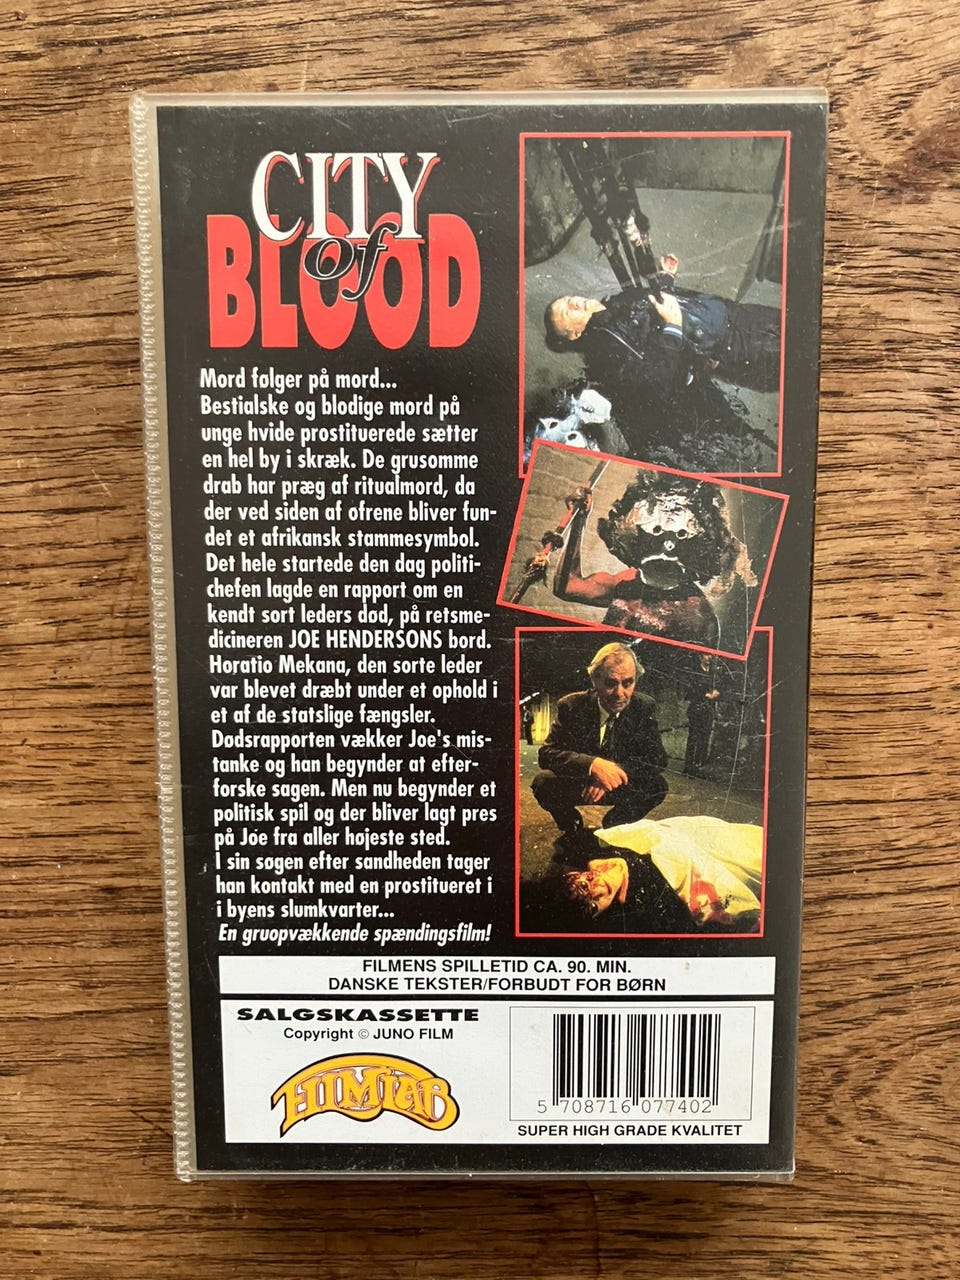 CITY
of
BLOOD
Mord følger på mord...
Bestialske og blodige mord på
unge hvide prostituerede sætter
en hel by i skræk. De grusomme
drab har præg af ritualmord, da
der ved siden af ofrene bliver fun-
det et afrikansk stammesymbol.
Det hele startede den dag politi-
chefen lagde en rapport om en
kendt sort leders død, på retsme-
dicineren JOE HENDERSONS bord.
Horatio Mekana, den sorte leder
var blevet dræbt under et ophold i
et af de statslige fængsler.
Dødsrapporten vækker Joe's mis-
tanke og han begynder at efter-
forske sagen. Men nu begynder et
politisk spil og der bliver lagt pres
på Joe fra aller højeste sted.
I sin søgen efter sandheden tager
han kontakt med en prostitueret i
i byens slumkvarter...
En gruopvækkende spændingsfilm!
FILMENS SPILLETID CA. 90. MIN.
DANSKE TEKSTER/FORBUDT FOR BØRN
SALGSKASSETTE
Copyright © JUNO FILM
FILMLAB
5 708716 077402
SUPER HIGH GRADE KVALITET